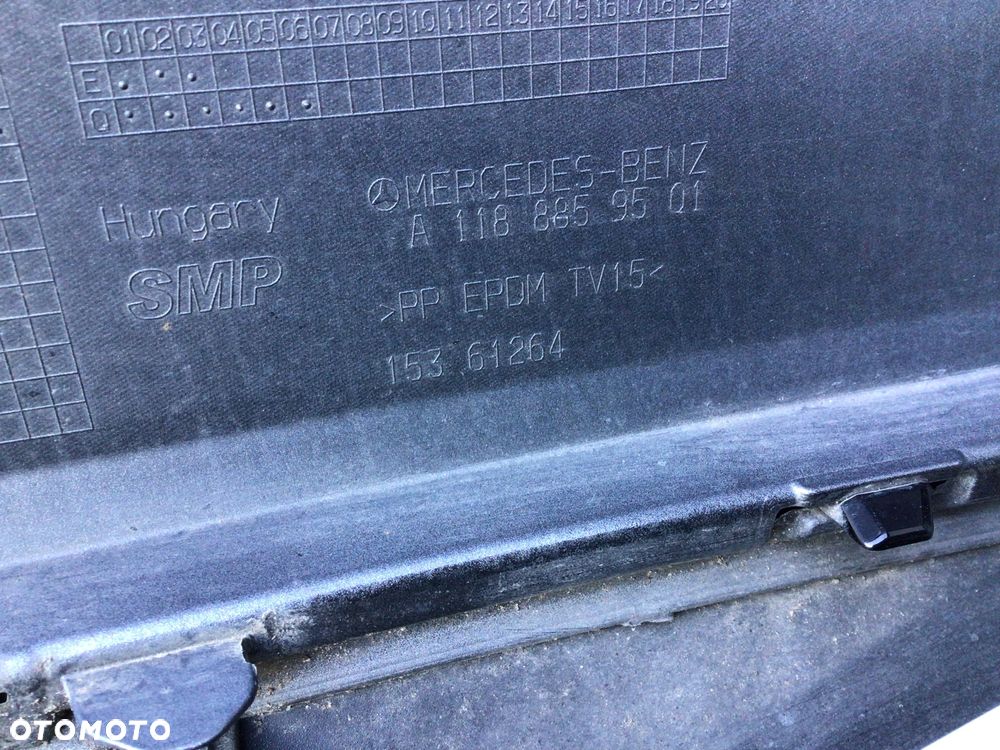 01 02 03 04 05 06 07 08 09 10 11 12 13 14 15 16 17 18 19 20
E
Q
MERCEDES-BENZ
A 118 885 95 01
Hungary
SMP
>PP EPDM TV15<
153 61264
OTOMOTO